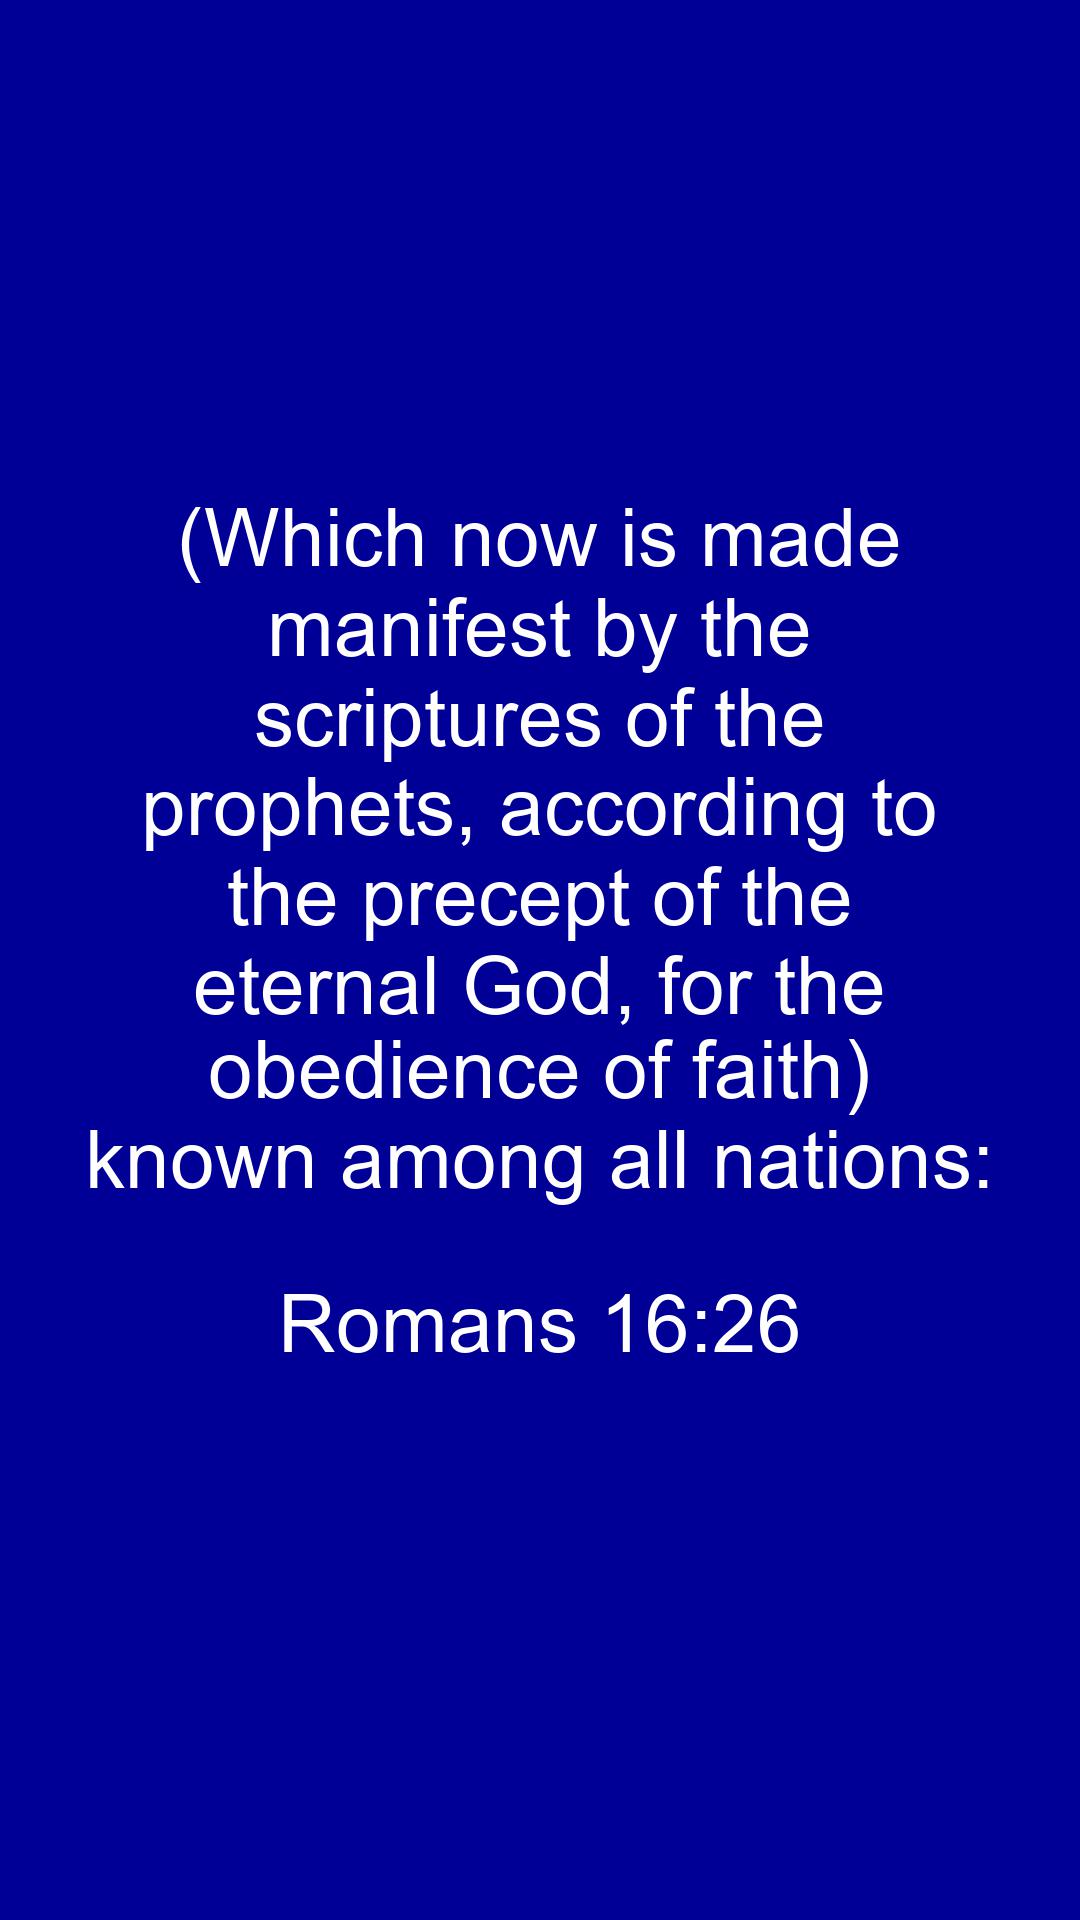 (Which now is made
manifest by the
scriptures of the
prophets, according to
the precept of the
eternal God, for the
obedience of faith)
known among all nations:
Romans 16:26